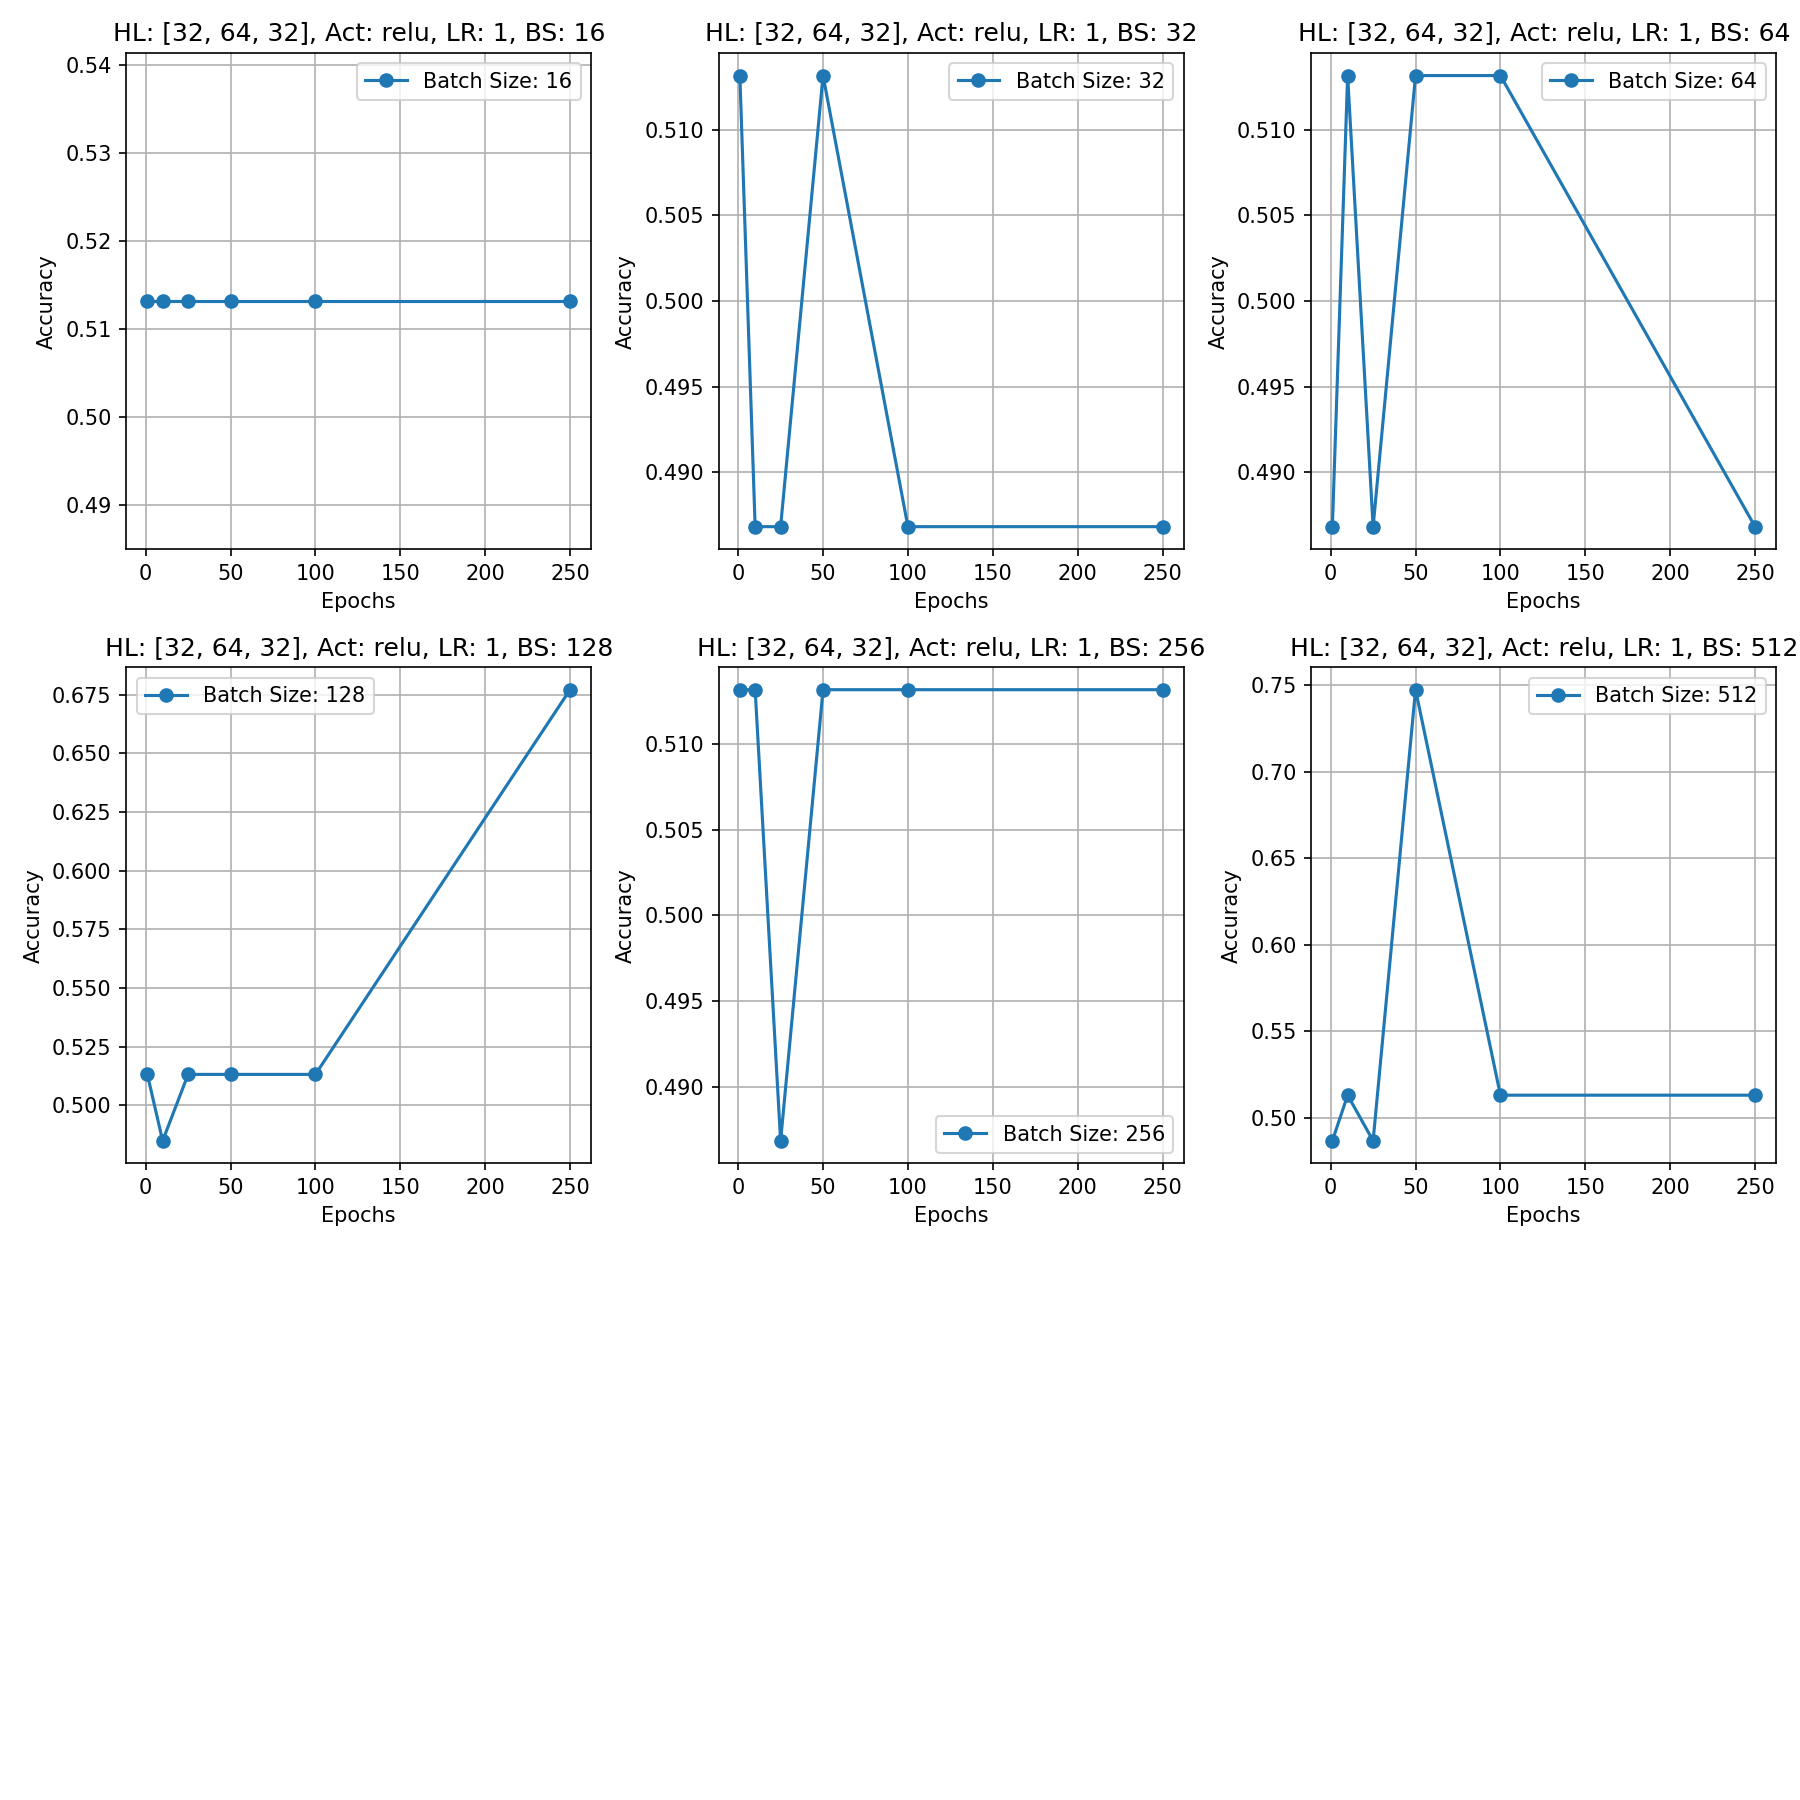 HL: [32, 64, 32], Act: relu, LR: 1, BS: 16
Batch Size: 16
0.54
0.53
0.52
0.51
0.50
0.49
Accuracy
0 50 100 150 200 250
Epochs
HL: [32, 64, 32], Act: relu, LR: 1, BS: 32
Batch Size: 32
0.510
0.505
0.500
0.495
0.490
Accuracy
0 50 100 150 200 250
Epochs
HL: [32, 64, 32], Act: relu, LR: 1, BS: 64
Batch Size: 64
0.510
0.505
0.500
0.495
0.490
Accuracy
0 50 100 150 200 250
Epochs
HL: [32, 64, 32], Act: relu, LR: 1, BS: 128
Batch Size: 128
0.675
0.650
0.625
0.600
0.575
0.550
0.525
0.500
Accuracy
0 50 100 150 200 250
Epochs
HL: [32, 64, 32], Act: relu, LR: 1, BS: 256
0.510
0.505
0.500
0.495
0.490
Accuracy
Batch Size: 256
0 50 100 150 200 250
Epochs
HL: [32, 64, 32], Act: relu, LR: 1, BS: 512
Batch Size: 512
0.75
0.70
0.65
0.60
0.55
0.50
Accuracy
0 50 100 150 200 250
Epochs